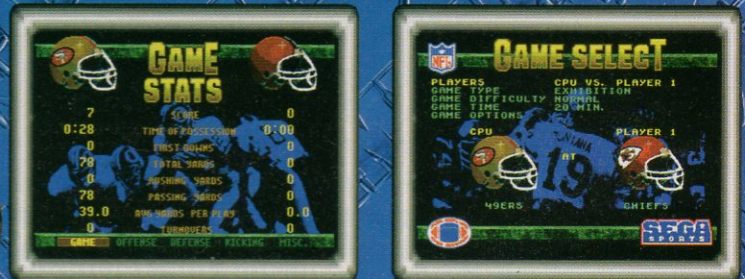 GAME
STATS
7 SCORE 0
0:28 TIME OF POSSESSION 0:00
0 FIRST DOWNS 0
78 TOTAL YARDS 0
0 RUSHING YARDS 0
78 PASSING YARDS 0
39.0 AVG YARDS PER PLAY 0.0
0 TURNOVERS 0
GAME OFFENSE DEFENSE KICKING MISC.
NFL
GAME SELECT
PLAYERS CPU VS. PLAYER 1
GAME TYPE EXHIBITION
GAME DIFFICULTY NORMAL
GAME TIME 20 MIN.
GAME OPTIONS
CPU PLAYER 1
MONTANA
19
AT
49ERS CHIEFS
SEGA
SPORTS